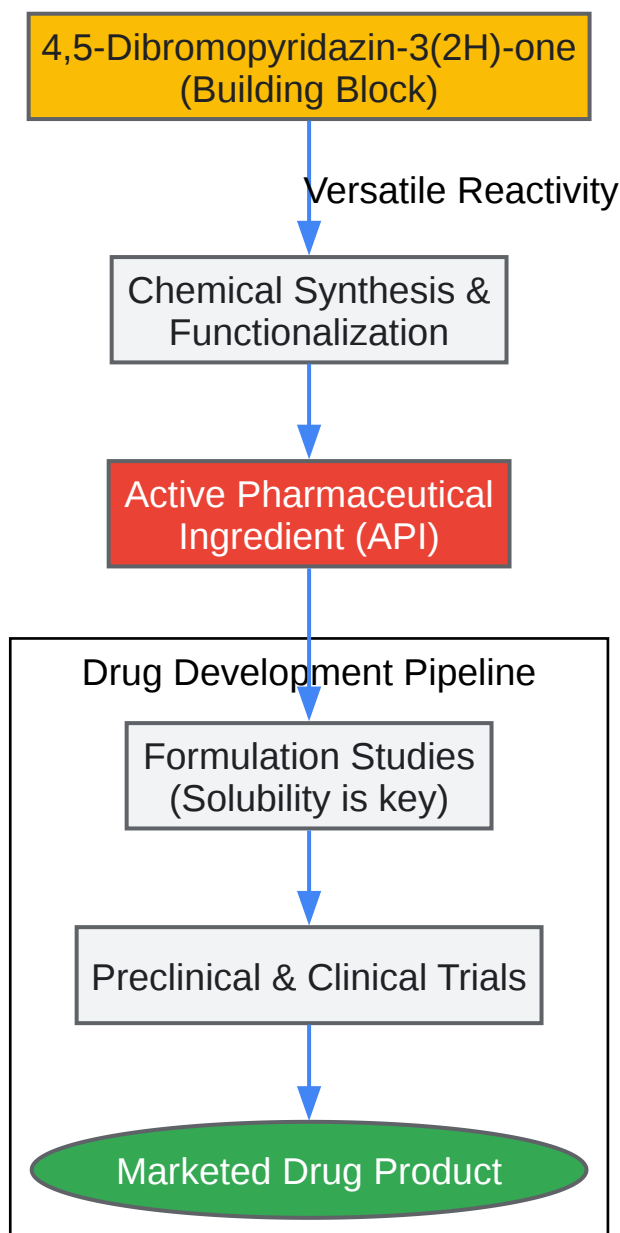 4,5-Dibromopyridazin-3(2H)-one
(Building Block)
Versatile Reactivity
Chemical Synthesis &
Functionalization
Active Pharmaceutical
Ingredient (API)
Drug Development Pipeline
Formulation Studies
(Solubility is key)
Preclinical & Clinical Trials
Marketed Drug Product